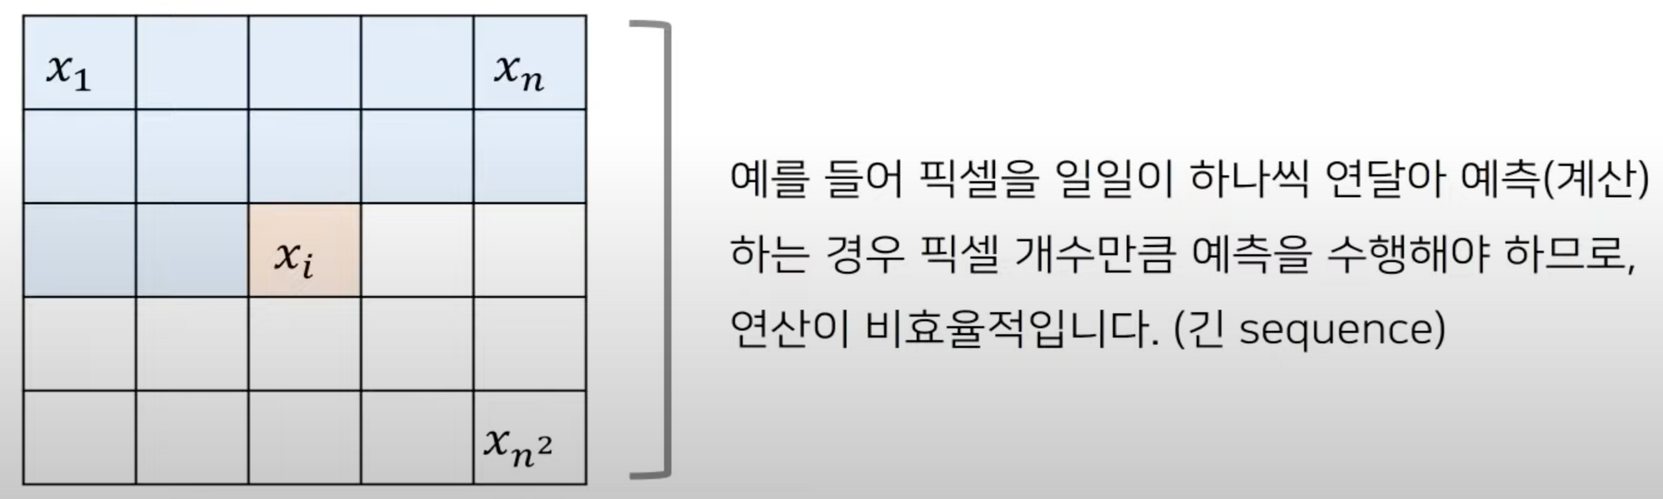 x₁
xₙ
xᵢ
xₙ²
예를 들어 픽셀을 일일이 하나씩 연달아 예측(계산)
하는 경우 픽셀 개수만큼 예측을 수행해야 하므로,
연산이 비효율적입니다. (긴 sequence)